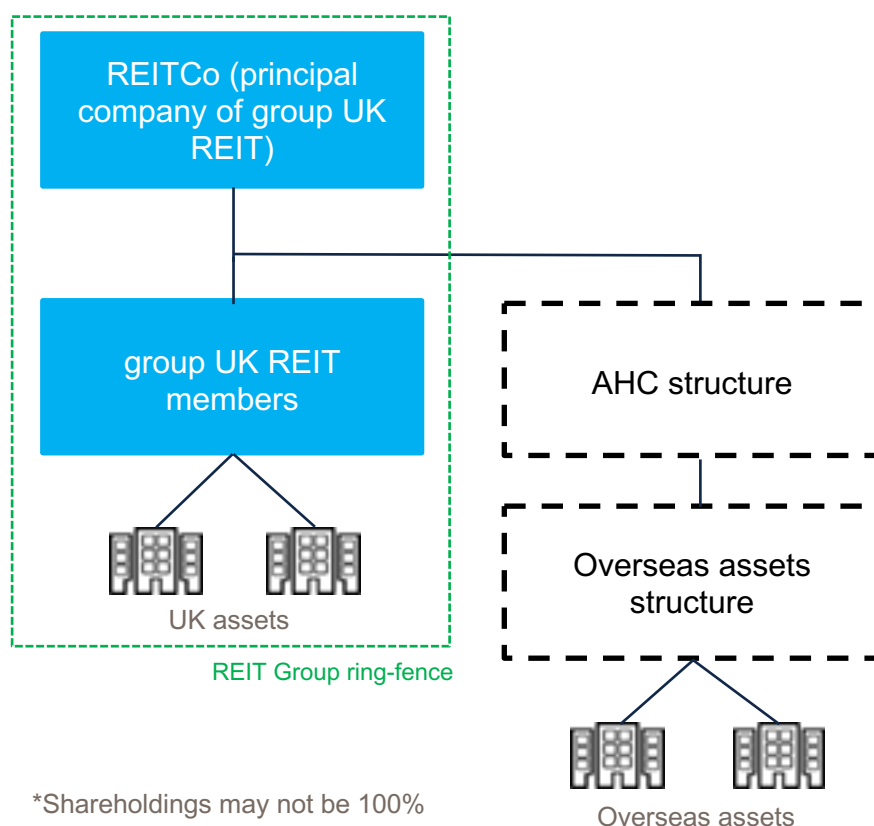 REITCo (principal
company of group UK
REIT)
group UK REIT
members
UK assets
REIT Group ring-fence
AHC structure
Overseas assets
structure
Overseas assets
*Shareholdings may not be 100%